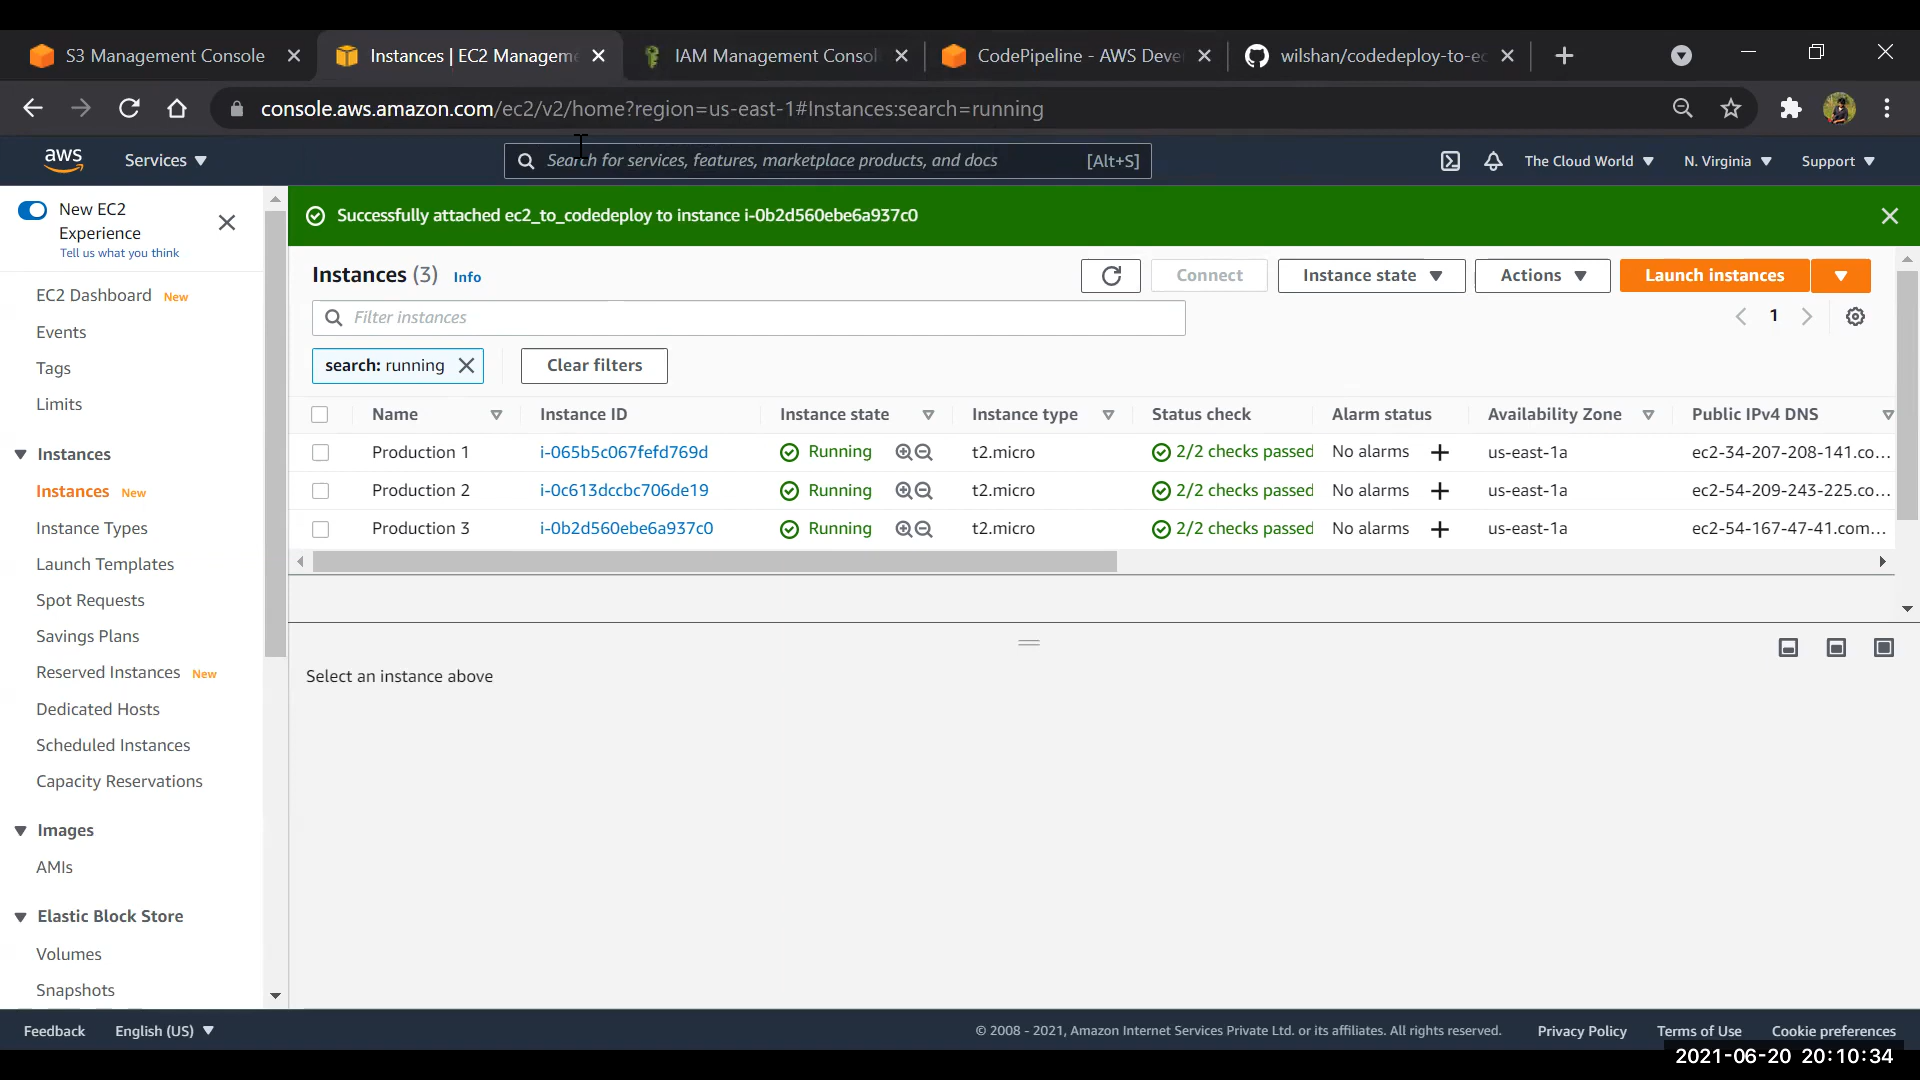 S3 Management Console
Instances | EC2 Manageme
IAM Management Consol
CodePipeline - AWS Deve
wilshan/codedeploy-to-ec
console.aws.amazon.com/ec2/v2/home?region=us-east-1#Instances:search=running
aws
Services
Search for services, features, marketplace products, and docs
[Alt+S]
The Cloud World
N. Virginia
Support
New EC2
Experience
Tell us what you think
EC2 Dashboard New
Events
Tags
Limits
Instances
Instances New
Instance Types
Launch Templates
Spot Requests
Savings Plans
Reserved Instances New
Dedicated Hosts
Scheduled Instances
Capacity Reservations
Images
AMIs
Elastic Block Store
Volumes
Snapshots
Successfully attached ec2_to_codedeploy to instance i-0b2d560ebe6a937c0
Instances (3) Info
Connect
Instance state
Actions
Launch instances
Filter instances
1
search: running
Clear filters
Name Instance ID Instance state Instance type Status check Alarm status Availability Zone Public IPv4 DNS
Production 1 i-065b5c067fefd769d Running t2.micro 2/2 checks passed No alarms us-east-1a ec2-34-207-208-141.co...
Production 2 i-0c613dccbc706de19 Running t2.micro 2/2 checks passed No alarms us-east-1a ec2-54-209-243-225.co...
Production 3 i-0b2d560ebe6a937c0 Running t2.micro 2/2 checks passed No alarms us-east-1a ec2-54-167-47-41.com...
Select an instance above
Feedback
English (US)
© 2008 - 2021, Amazon Internet Services Private Ltd. or its affiliates. All rights reserved.
Privacy Policy
Terms of Use
Cookie preferences
2021-06-20 20:10:34